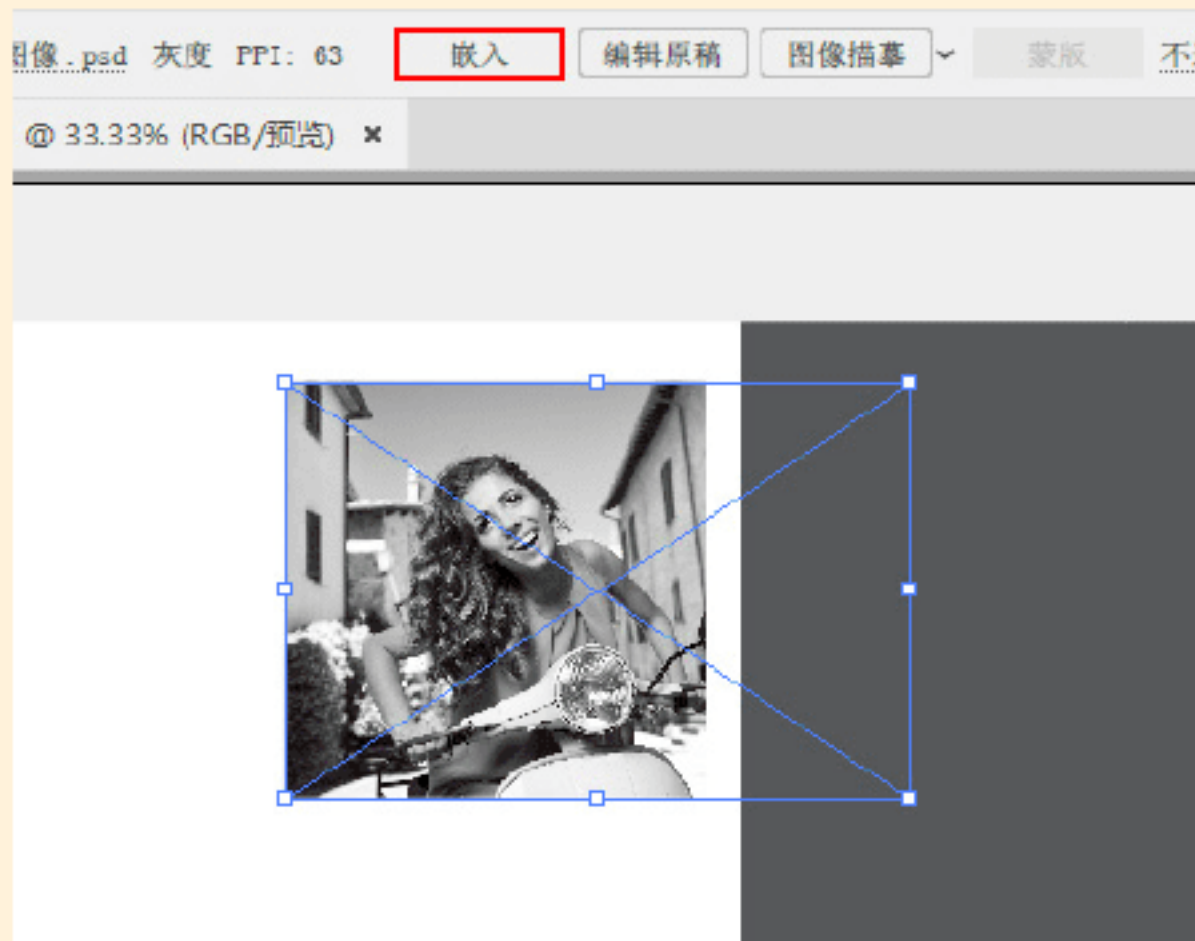 图像.psd 灰度 PPI: 63 嵌入 编辑原稿 图像描摹 蒙版 不
@ 33.33% (RGB/预览) ×